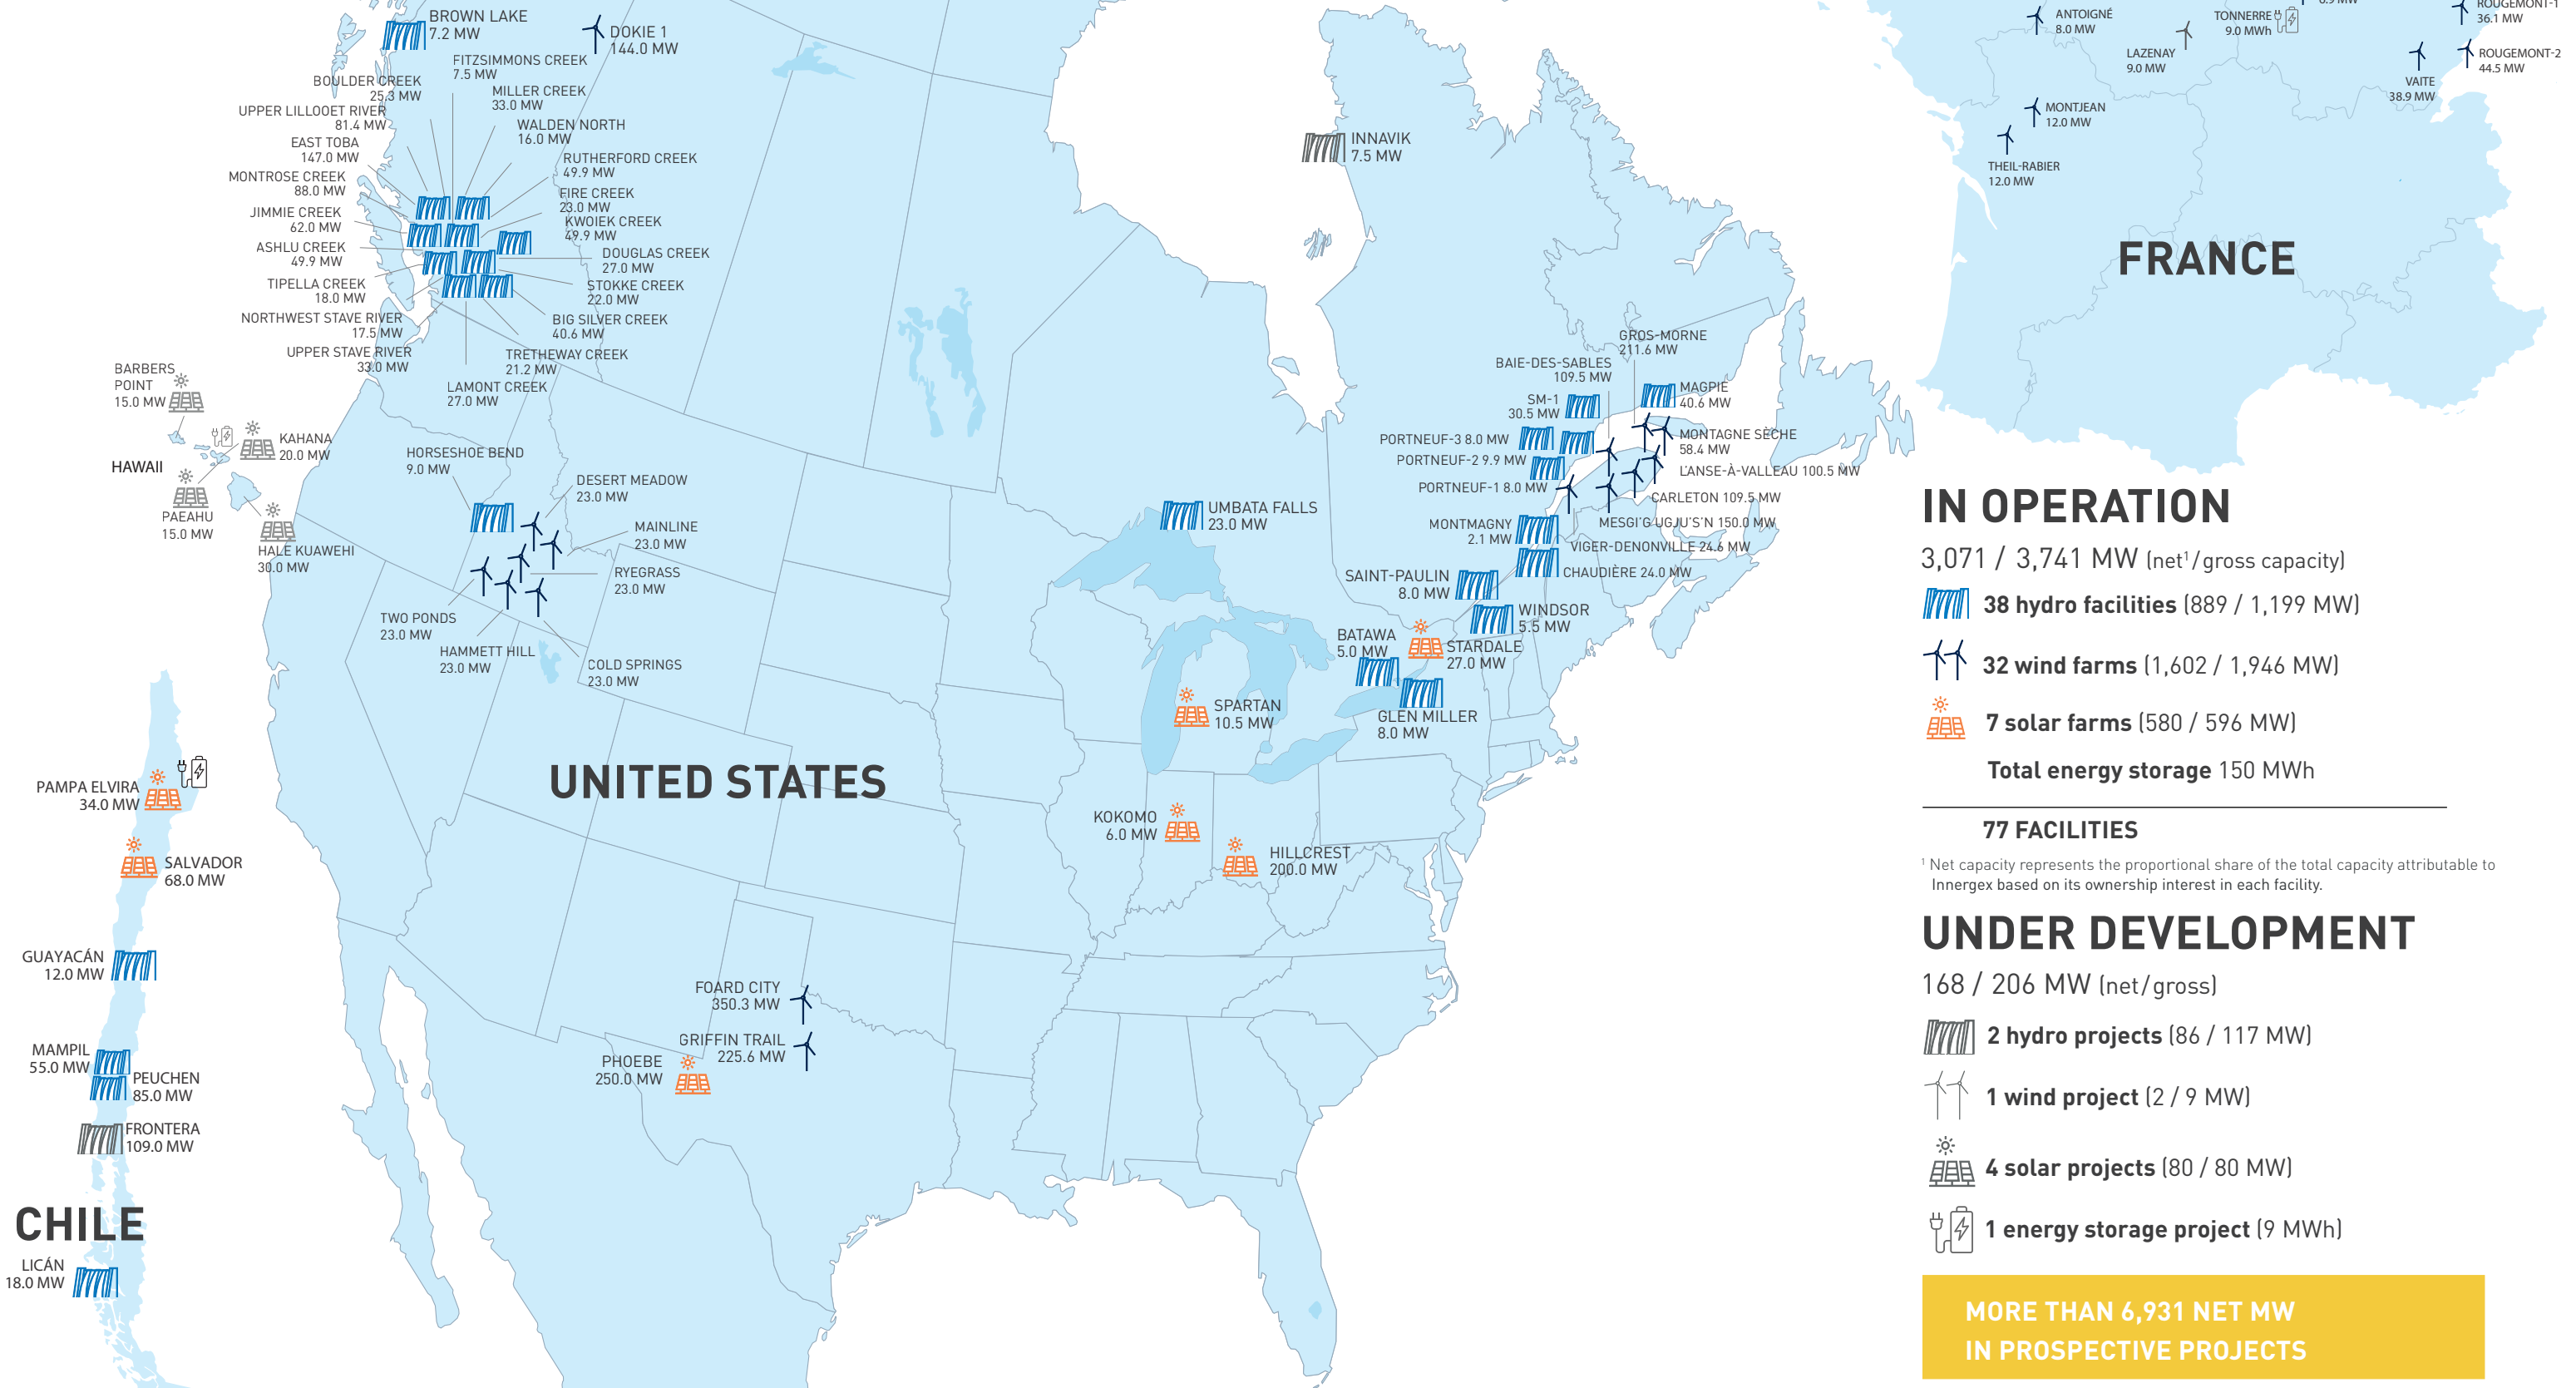 BROWN LAKE
7.2 MW
DOKIE 1
144.0 MW
FITZSIMMONS CREEK
7.5 MW
BOULDER CREEK
25.3 MW
MILLER CREEK
33.0 MW
UPPER LILLOOET RIVER
81.4 MW
WALDEN NORTH
16.0 MW
EAST TOBA
147.0 MW
RUTHERFORD CREEK
49.9 MW
MONTROSE CREEK
88.0 MW
FIRE CREEK
23.0 MW
JIMMIE CREEK
62.0 MW
KWOIEK CREEK
49.9 MW
ASHLU CREEK
49.9 MW
DOUGLAS CREEK
27.0 MW
TIPELLA CREEK
18.0 MW
STOKKE CREEK
22.0 MW
NORTHWEST STAVE RIVER
17.5 MW
BIG SILVER CREEK
40.6 MW
UPPER STAVE RIVER
33.0 MW
TRETHEWAY CREEK
21.2 MW
LAMONT CREEK
27.0 MW
BARBERS
POINT
15.0 MW
KAHANA
20.0 MW
HAWAII
PAEAHU
15.0 MW
HALE KUAWEHI
30.0 MW
HORSESHOE BEND
9.0 MW
DESERT MEADOW
23.0 MW
MAINLINE
23.0 MW
RYEGRASS
23.0 MW
TWO PONDS
23.0 MW
HAMMETT HILL
23.0 MW
COLD SPRINGS
23.0 MW
UNITED STATES
FOARD CITY
350.3 MW
GRIFFIN TRAIL
225.6 MW
PHOEBE
250.0 MW
INNAVIK
7.5 MW
GROS-MORNE
211.6 MW
BAIE-DES-SABLES
109.5 MW
MAGPIE
40.6 MW
SM-1
30.5 MW
PORTNEUF-3 8.0 MW
MONTAGNE SÈCHE
58.4 MW
PORTNEUF-2 9.9 MW
L'ANSE-À-VALLEAU 100.5 MW
PORTNEUF-1 8.0 MW
CARLETON 109.5 MW
MONTMAGNY
2.1 MW
MESGI'G UGJU'S'N 150.0 MW
VIGER-DENONVILLE 24.6 MW
CHAUDIÈRE 24.0 MW
UMBATA FALLS
23.0 MW
SAINT-PAULIN
8.0 MW
WINDSOR
5.5 MW
BATAWA
5.0 MW
STARDALE
27.0 MW
GLEN MILLER
8.0 MW
SPARTAN
10.5 MW
KOKOMO
6.0 MW
HILLCREST
200.0 MW
PAMPA ELVIRA
34.0 MW
SALVADOR
68.0 MW
GUAYACÁN
12.0 MW
MAMPIL
55.0 MW
PEUCHEN
85.0 MW
FRONTERA
109.0 MW
CHILE
LICÁN
18.0 MW
ANTOIGNÉ
8.0 MW
TONNERRE
9.0 MWh
ROUGEMONT-1
36.1 MW
LAZENAY
9.0 MW
ROUGEMONT-2
44.5 MW
VAITE
38.9 MW
MONTJEAN
12.0 MW
THEIL-RABIER
12.0 MW
FRANCE
IN OPERATION
3,071 / 3,741 MW (net¹/gross capacity)
38 hydro facilities (889 / 1,199 MW)
32 wind farms (1,602 / 1,946 MW)
7 solar farms (580 / 596 MW)
Total energy storage 150 MWh
77 FACILITIES
¹ Net capacity represents the proportional share of the total capacity attributable to
Innergex based on its ownership interest in each facility.
UNDER DEVELOPMENT
168 / 206 MW (net/gross)
2 hydro projects (86 / 117 MW)
1 wind project (2 / 9 MW)
4 solar projects (80 / 80 MW)
1 energy storage project (9 MWh)
MORE THAN 6,931 NET MW
IN PROSPECTIVE PROJECTS